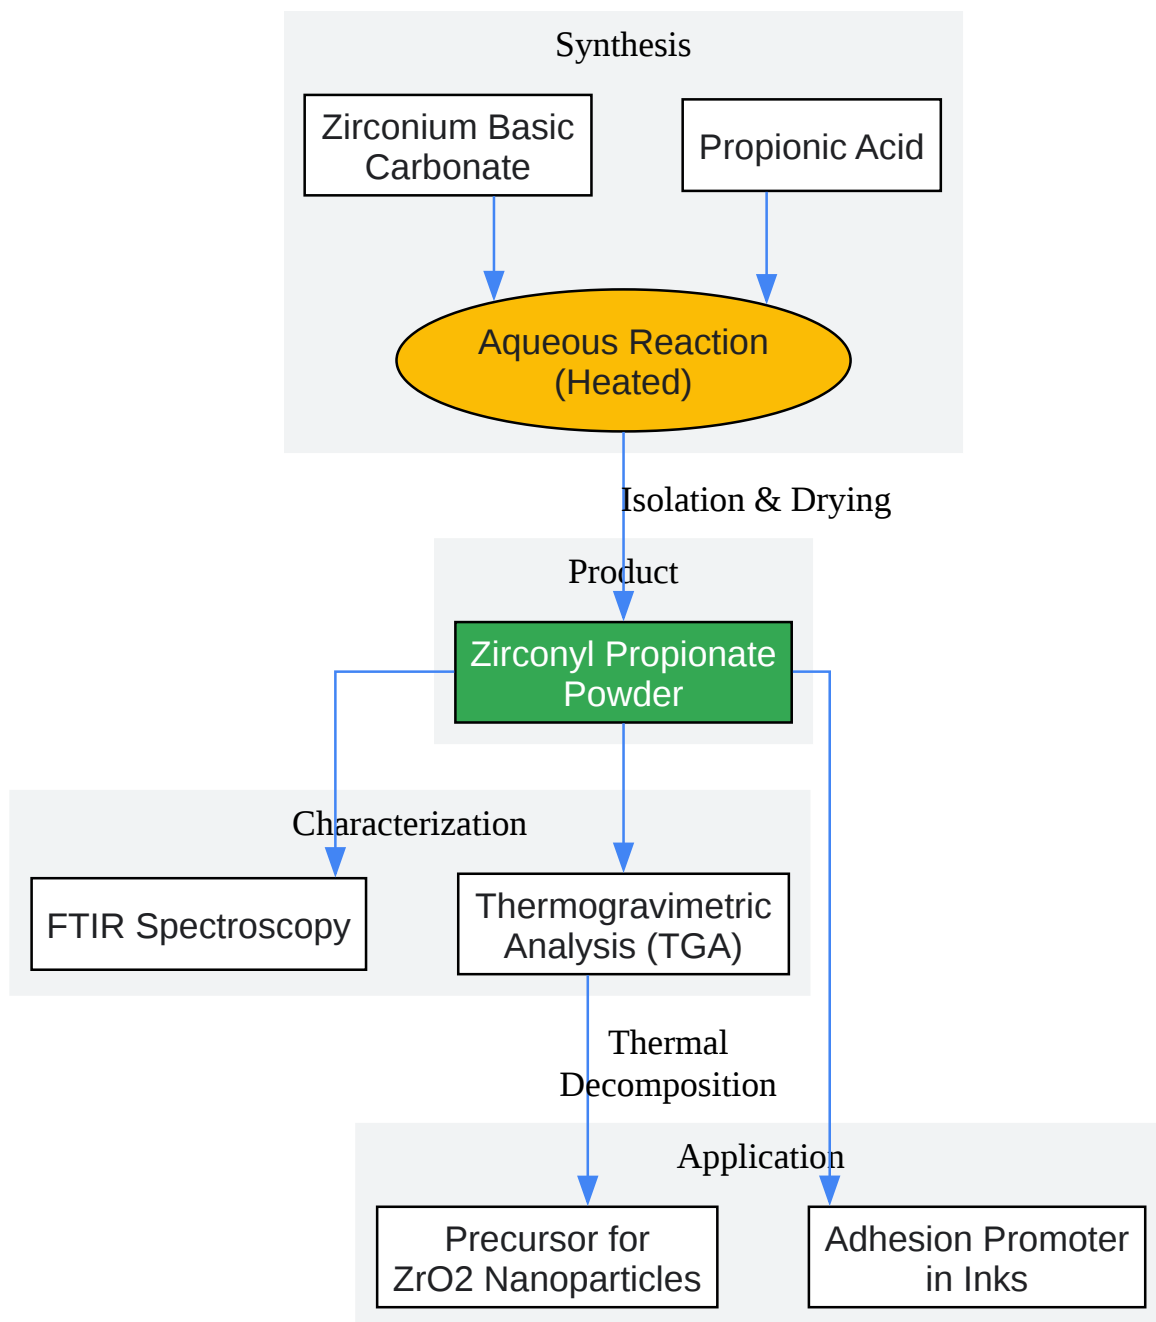 Synthesis
Zirconium Basic
Carbonate
Propionic Acid
Aqueous Reaction
(Heated)
Isolation & Drying
Product
Zirconyl Propionate
Powder
Characterization
FTIR Spectroscopy
Thermogravimetric
Analysis (TGA)
Thermal
Decomposition
Application
Precursor for
ZrO2 Nanoparticles
Adhesion Promoter
in Inks